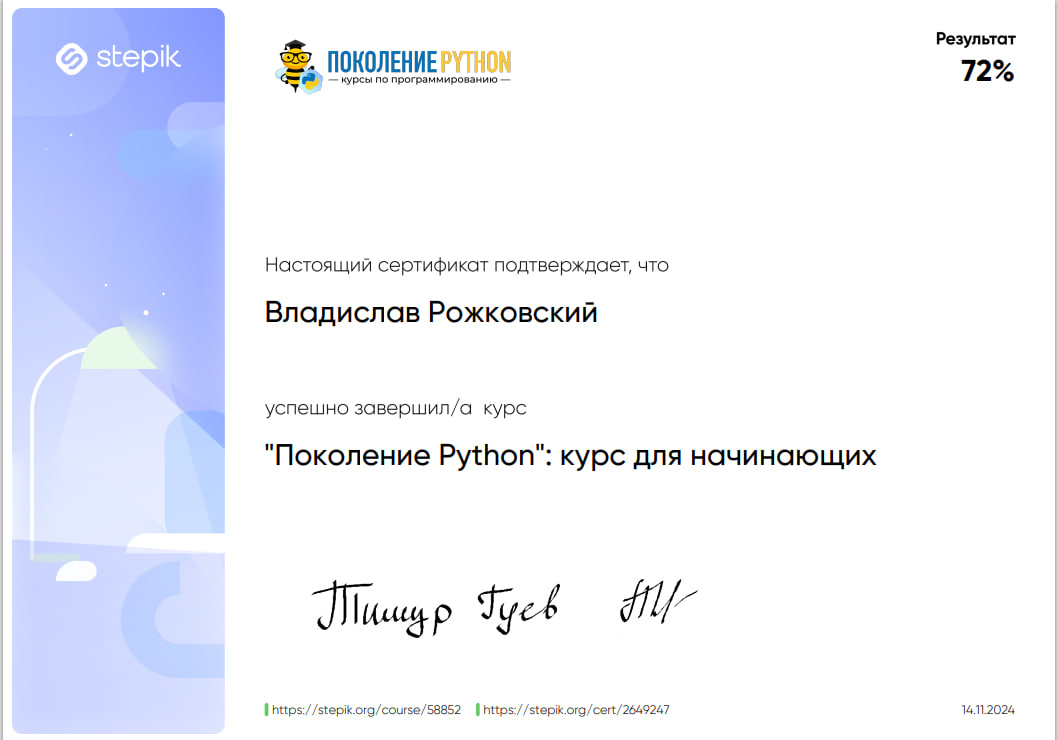 stepik
ПОКОЛЕНИЕ PYTHON
— курсы по программированию —
Результат
72%
Настоящий сертификат подтверждает, что
Владислав Рожковский
успешно завершил/а курс
"Поколение Python": курс для начинающих
Тимур Гуев
https://stepik.org/course/58852 https://stepik.org/cert/2649247
14.11.2024